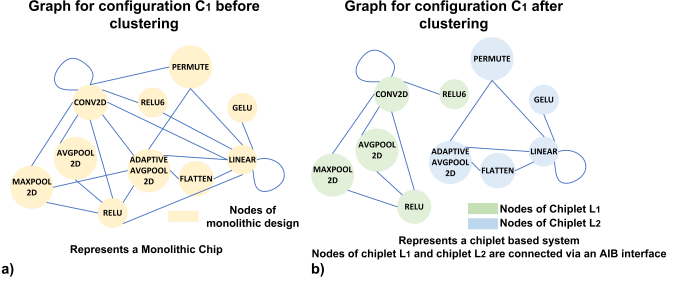 Graph for configuration C1 before
clustering
PERMUTE
CONV2D
RELU6
GELU
AVGPOOL
2D
ADAPTIVE
AVGPOOL
2D
LINEAR
MAXPOOL
2D
FLATTEN
RELU
Nodes of
monolithic design
Represents a Monolithic Chip
a)
Graph for configuration C1 after
clustering
PERMUTE
CONV2D
RELU6
GELU
AVGPOOL
2D
ADAPTIVE
AVGPOOL
2D
LINEAR
MAXPOOL
2D
FLATTEN
RELU
Nodes of Chiplet L1
Nodes of Chiplet L2
Represents a chiplet based system
Nodes of chiplet L1 and chiplet L2 are connected via an AIB interface
b)